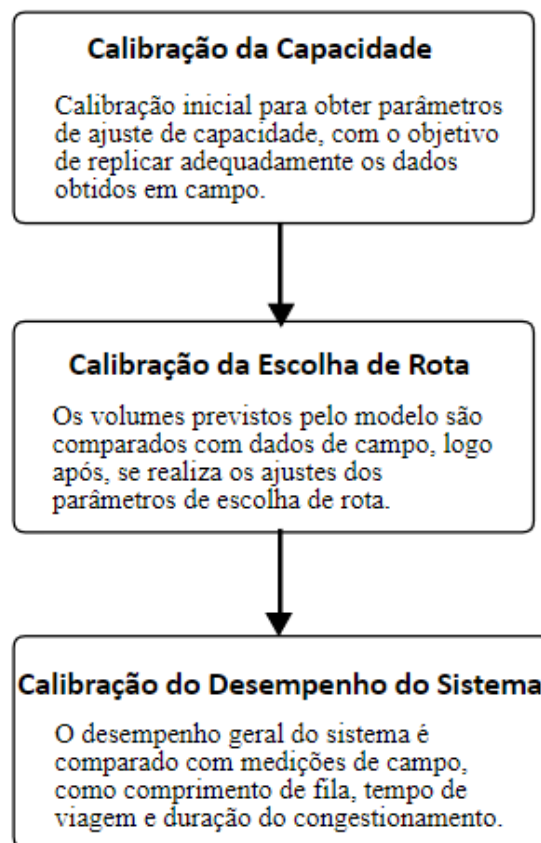 Calibração da Capacidade
Calibração inicial para obter parâmetros
de ajuste de capacidade, com o objetivo
de replicar adequadamente os dados
obtidos em campo.
Calibração da Escolha de Rota
Os volumes previstos pelo modelo são
comparados com dados de campo, logo
após, se realiza os ajustes dos
parâmetros de escolha de rota.
Calibração do Desempenho do Sistema
O desempenho geral do sistema é
comparado com medições de campo,
como comprimento de fila, tempo de
viagem e duração do congestionamento.